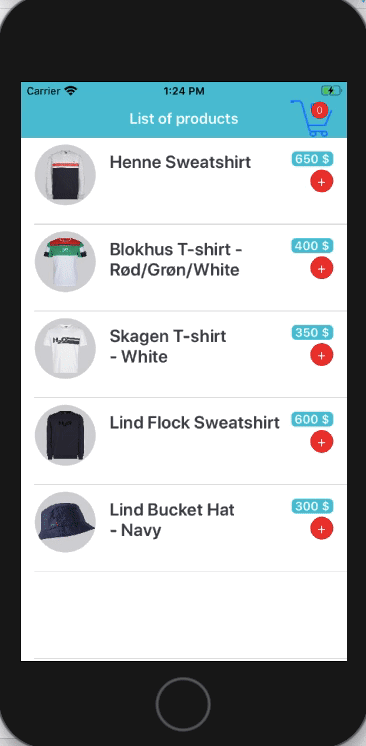 Carrier
1:24 PM
List of products
0
Henne Sweatshirt
650 $
+
Blokhus T-shirt -
Rød/Grøn/White
400 $
+
Skagen T-shirt
- White
350 $
+
Lind Flock Sweatshirt
600 $
+
Lind Bucket Hat
- Navy
300 $
+